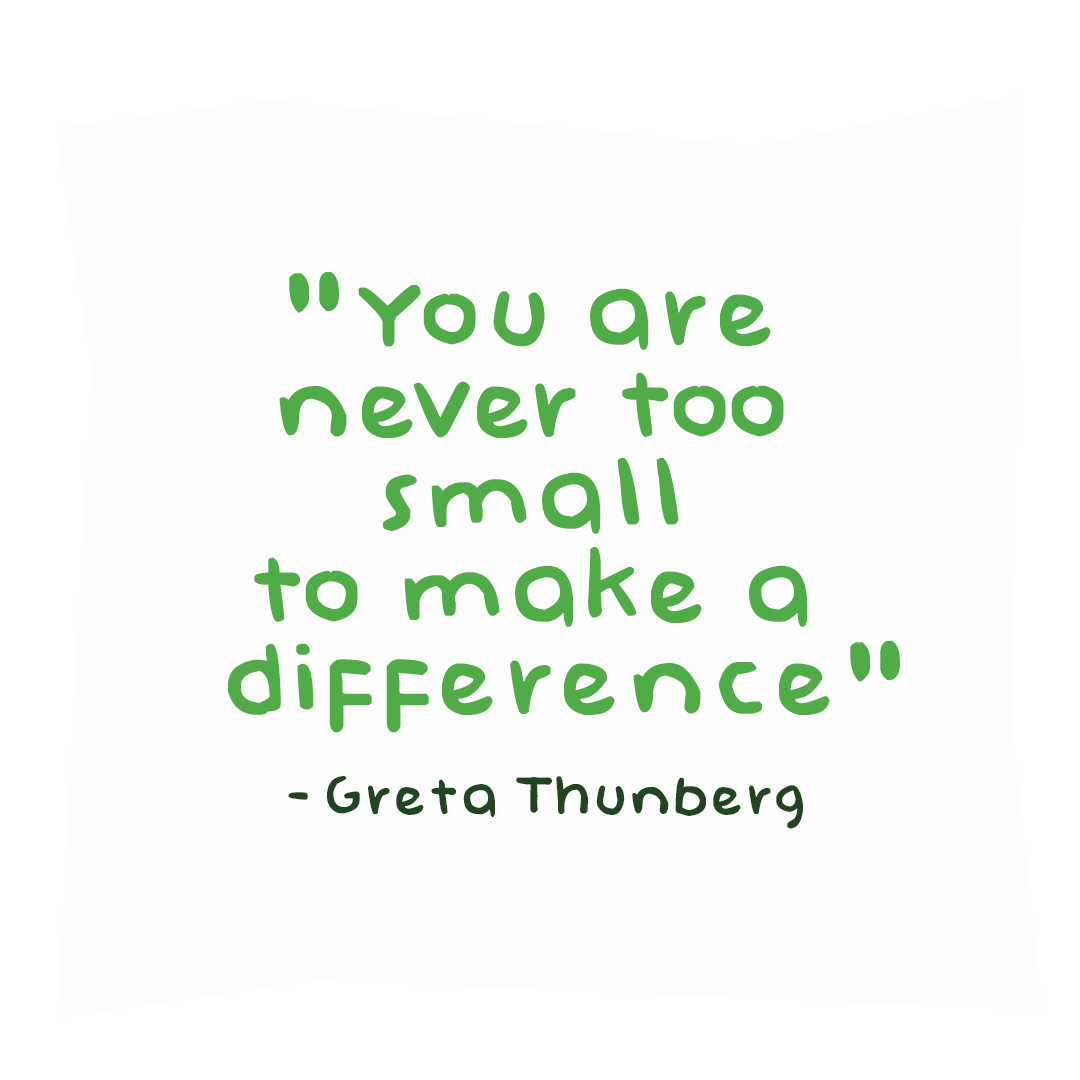 "You are
never too
small
to make a
difference"
- Greta Thunberg